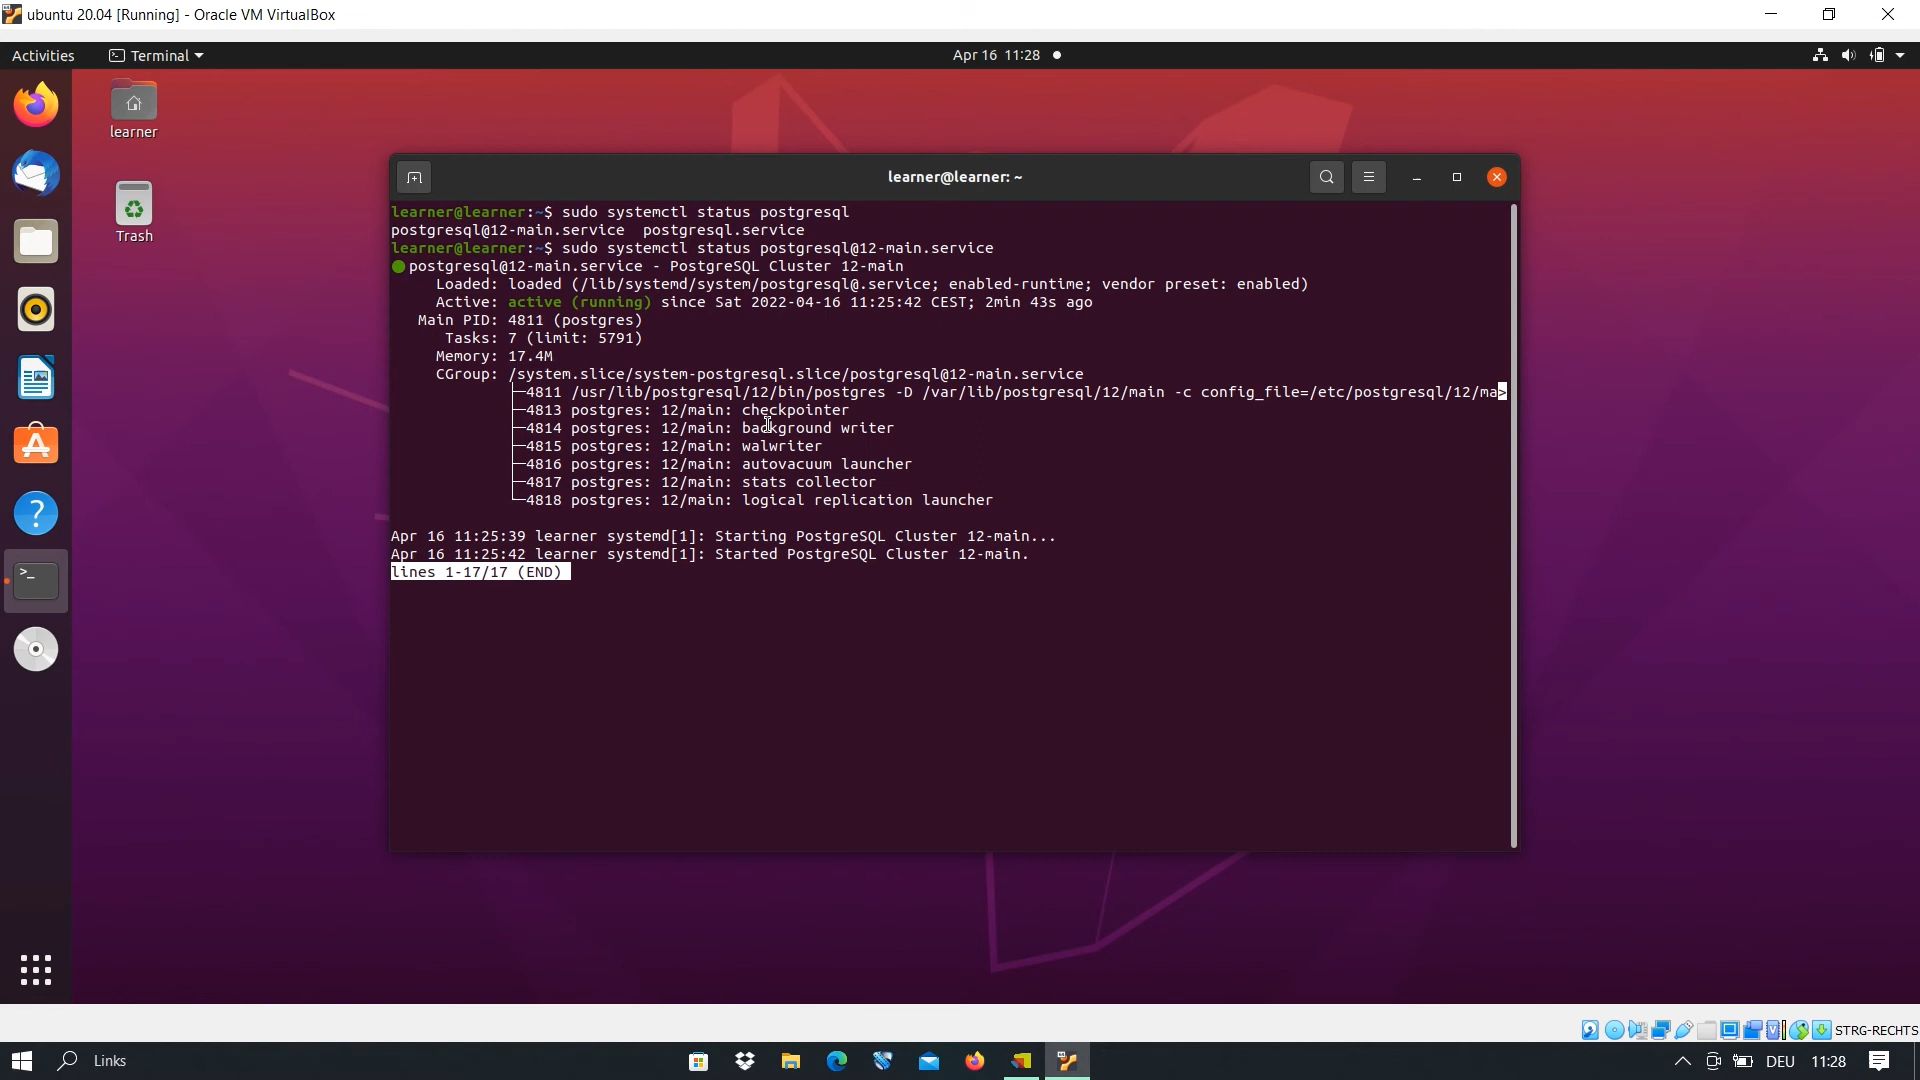 ubuntu 20.04 [Running] - Oracle VM VirtualBox
Activities
Terminal
Apr 16 11:28
learner
Trash
learner@learner: ~
learner@learner:~$ sudo systemctl status postgresql
postgresql@12-main.service postgresql.service
learner@learner:~$ sudo systemctl status postgresql@12-main.service
postgresql@12-main.service - PostgreSQL Cluster 12-main
Loaded: loaded (/lib/systemd/system/postgresql@.service; enabled-runtime; vendor preset: enabled)
Active: active (running) since Sat 2022-04-16 11:25:42 CEST; 2min 43s ago
Main PID: 4811 (postgres)
Tasks: 7 (limit: 5791)
Memory: 17.4M
CGroup: /system.slice/system-postgresql.slice/postgresql@12-main.service
├─4811 /usr/lib/postgresql/12/bin/postgres -D /var/lib/postgresql/12/main -c config_file=/etc/postgresql/12/ma>
├─4813 postgres: 12/main: checkpointer
├─4814 postgres: 12/main: background writer
├─4815 postgres: 12/main: walwriter
├─4816 postgres: 12/main: autovacuum launcher
├─4817 postgres: 12/main: stats collector
└─4818 postgres: 12/main: logical replication launcher
Apr 16 11:25:39 learner systemd[1]: Starting PostgreSQL Cluster 12-main...
Apr 16 11:25:42 learner systemd[1]: Started PostgreSQL Cluster 12-main.
lines 1-17/17 (END)
STRG-RECHTS
Links
DEU
11:28